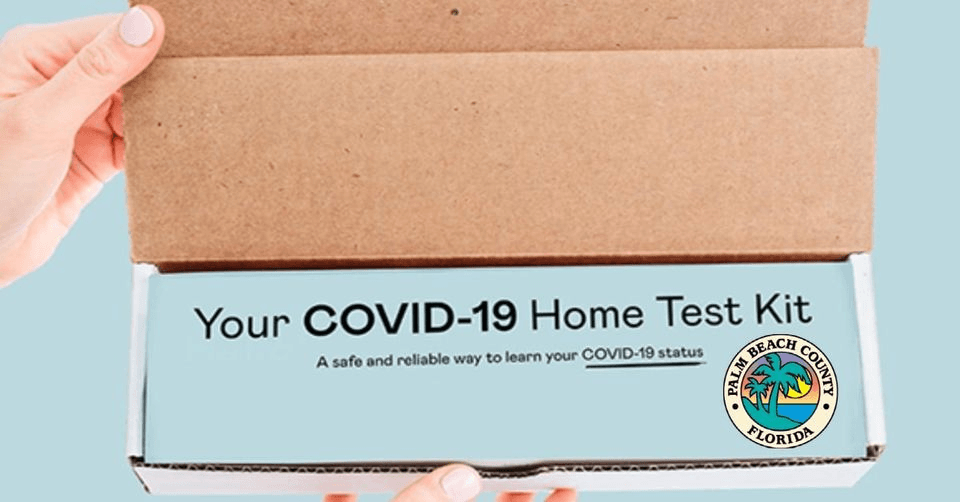 Your COVID-19 Home Test Kit
A safe and reliable way to learn your COVID-19 status
PALM BEACH COUNTY
FLORIDA